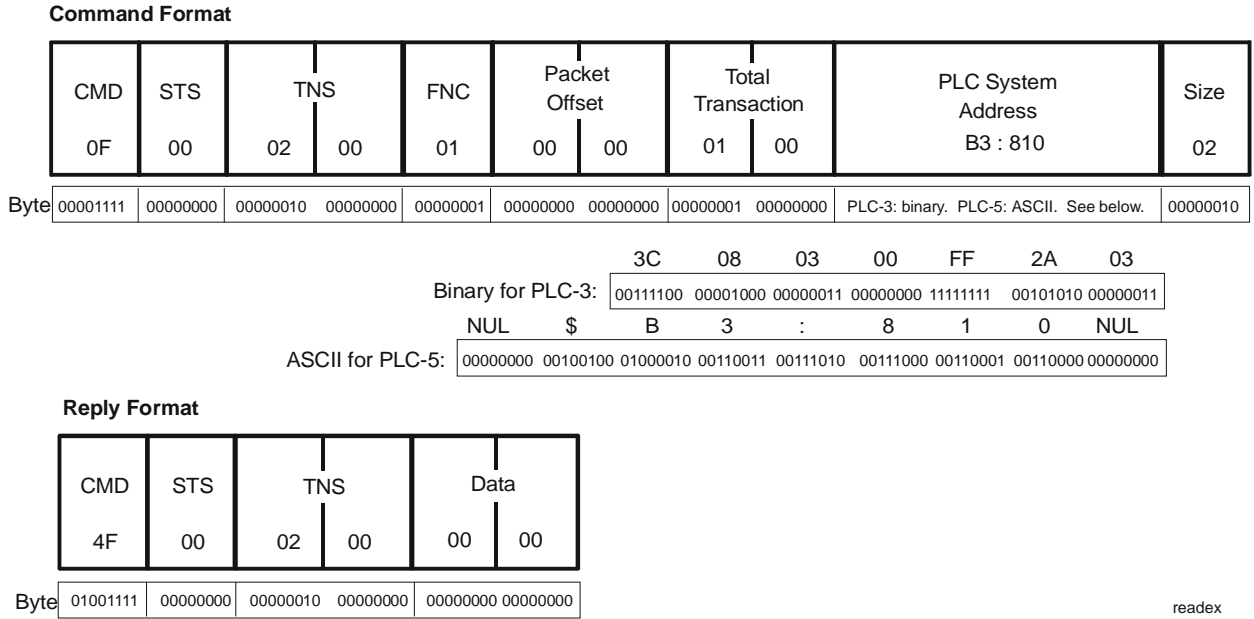 Command Format
CMD STS TNS FNC Packet Offset Total Transaction PLC System Address Size
0F 00 02 00 01 00 00 01 00 B3 : 810 02
Byte 00001111 00000000 00000010 00000000 00000001 00000000 00000000 00000001 00000000 PLC-3: binary. PLC-5: ASCII. See below. 00000010
3C 08 03 00 FF 2A 03
Binary for PLC-3: 00111100 00001000 00000011 00000000 11111111 00101010 00000011
NUL $ B 3 : 8 1 0 NUL
ASCII for PLC-5: 00000000 00100100 01000010 00110011 00111010 00111000 00110001 00110000 00000000
Reply Format
CMD STS TNS Data
4F 00 02 00 00 00
Byte 01001111 00000000 00000010 00000000 00000000 00000000
readex